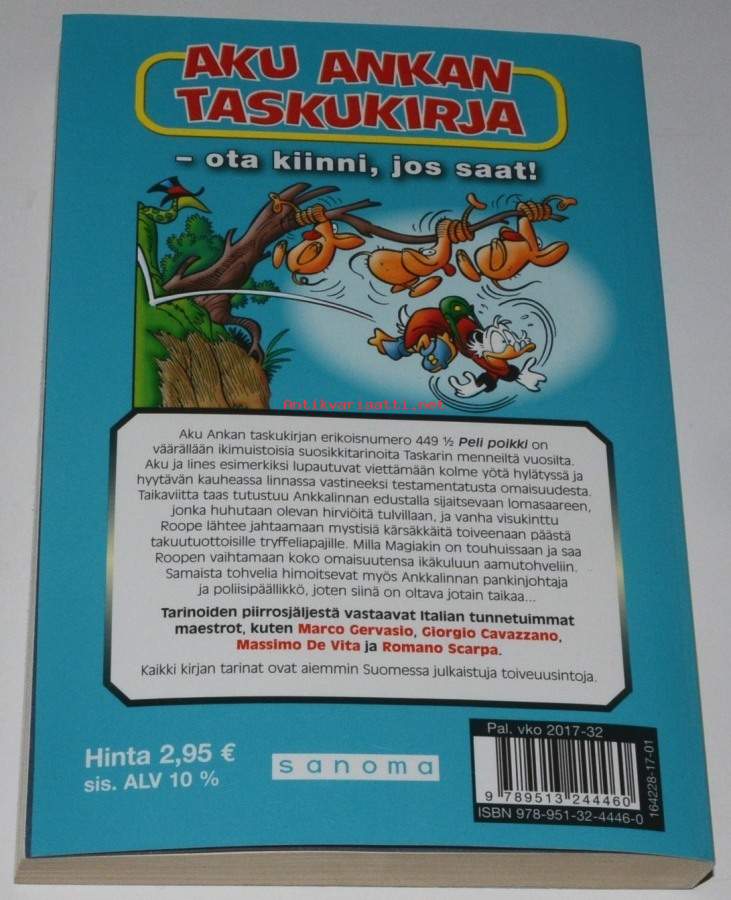 AKU ANKAN
TASKUKIRJA
– ota kiinni, jos saat!
Antikvariaatti.net
Aku Ankan taskukirjan erikoisnumero 449 ½ Peli poikki on
väärällään ikimuistoisia suosikkitarinoita Taskarin menneiltä vuosilta.
Aku ja Iines esimerkiksi lupautuvat viettämään kolme yötä hylätyssä ja
hyytävän kauheassa linnassa vastineeksi testamentatusta omaisuudesta.
Taikaviitta taas tutustuu Ankkalinnan edustalla sijaitsevaan lomasaareen,
jonka huhutaan olevan hirviöitä tulvillaan, ja vanha visukinttu
Roope lähtee jahtaamaan mystisiä kärsäkkäitä toiveenaan päästä
takuutuottoisille tryffeliapajille. Milla Magiakin on touhuissaan ja saa
Roopen vaihtamaan koko omaisuutensa ikäkuluun aamutohveliin.
Samaista tohvelia himoitsevat myös Ankkalinnan pankinjohtaja
ja poliisipäällikkö, joten siinä on oltava jotain taikaa...
Tarinoiden piirrosjäljestä vastaavat Italian tunnetuimmat
maestrot, kuten Marco Gervasio, Giorgio Cavazzano,
Massimo De Vita ja Romano Scarpa.
Kaikki kirjan tarinat ovat aiemmin Suomessa julkaistuja toiveuusintoja.
Hinta 2,95 €
sis. ALV 10 %
sanoma
Pal. vko 2017-32
9 789513 244460
ISBN 978-951-32-4446-0
164228-17-01